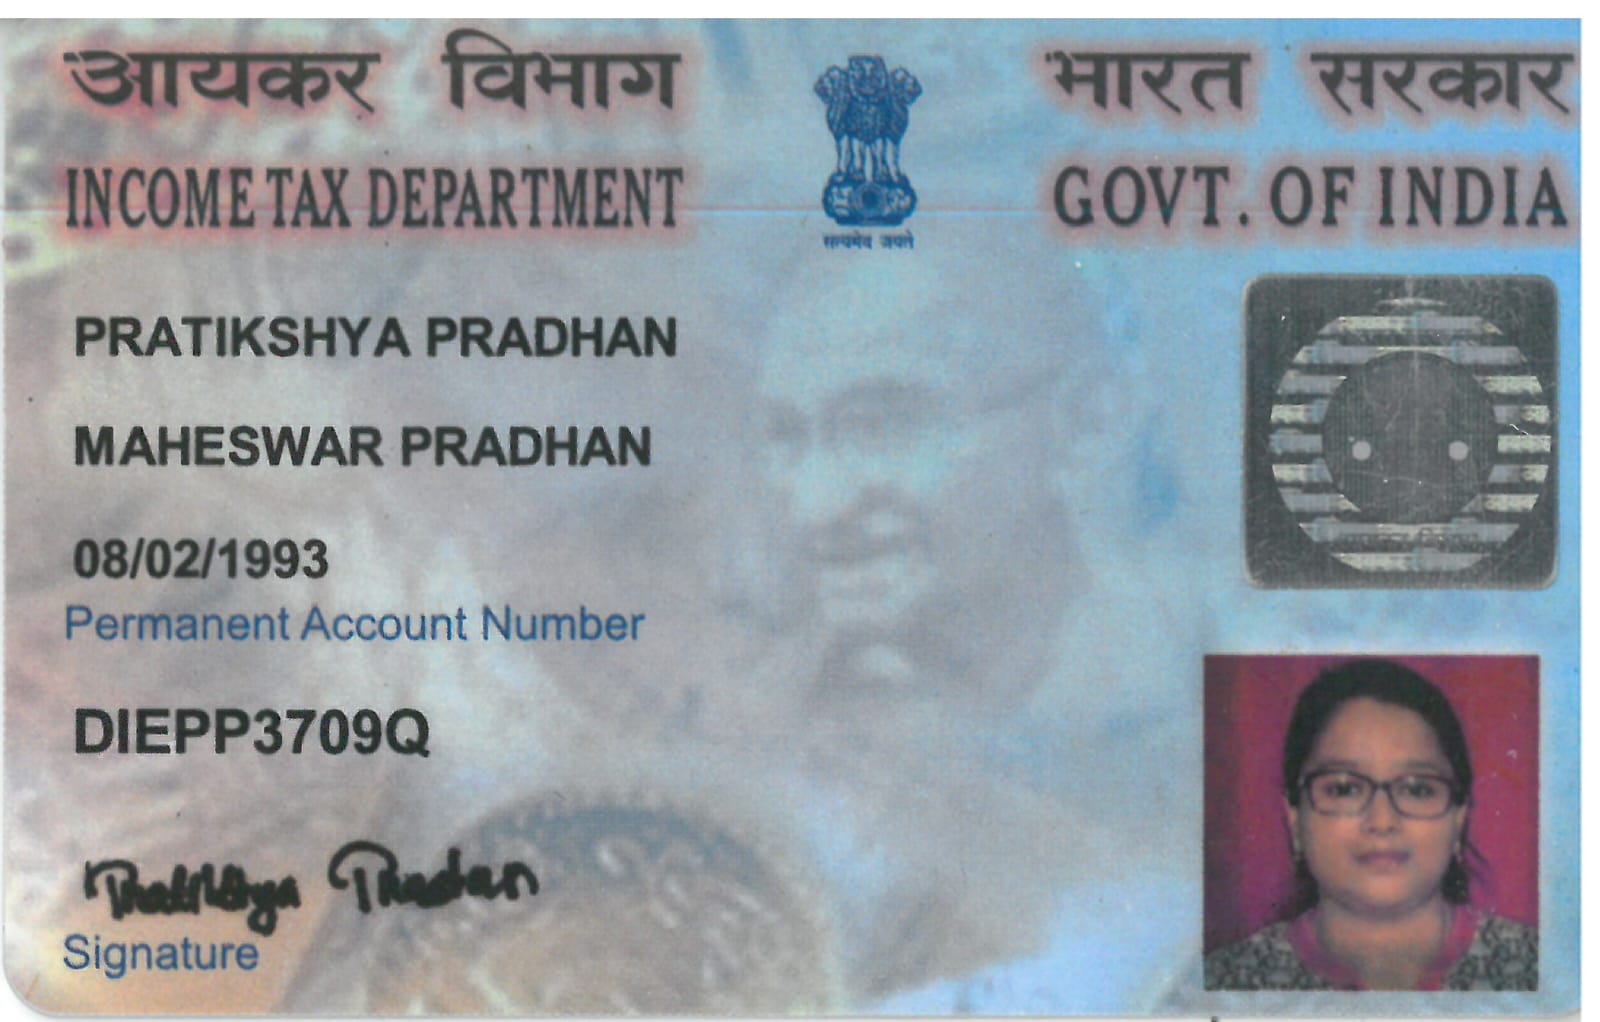 आयकर विभाग
INCOME TAX DEPARTMENT
सत्यमेव जयते
भारत सरकार
GOVT. OF INDIA
PRATIKSHYA PRADHAN
MAHESWAR PRADHAN
08/02/1993
Permanent Account Number
DIEPP3709Q
Pratikshya Pradhan
Signature